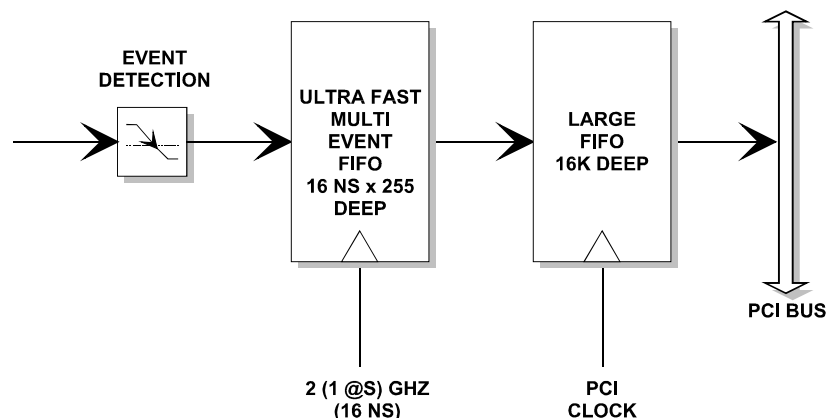 EVENT
DETECTION
ULTRA FAST
MULTI
EVENT
FIFO
16 NS x 255
DEEP
LARGE
FIFO
16K DEEP
PCI BUS
2 (1 @S) GHZ
(16 NS)
PCI
CLOCK